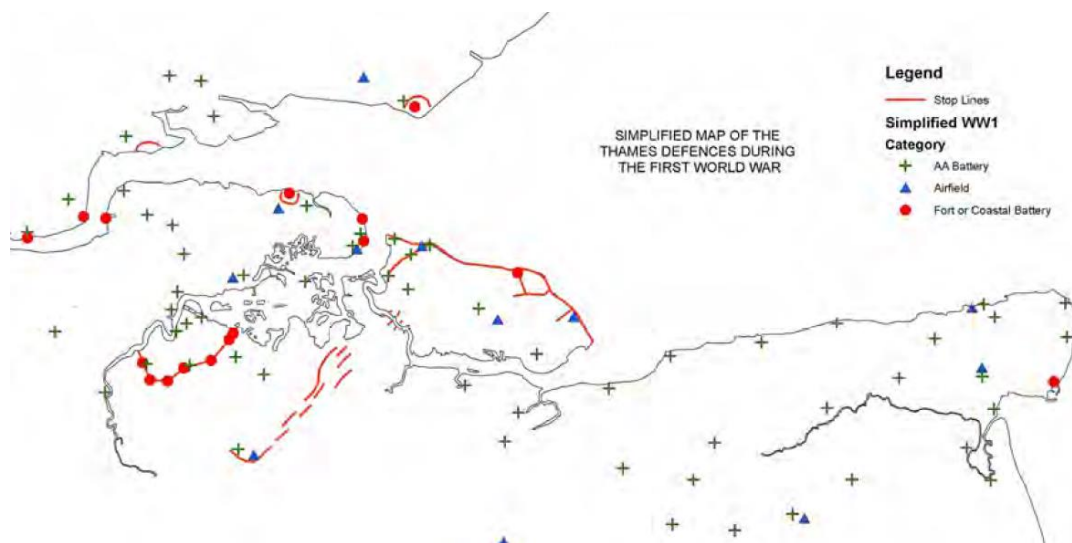 SIMPLIFIED MAP OF THE
THAMES DEFENCES DURING
THE FIRST WORLD WAR
Legend
Stop Lines
Simplified WW1
Category
AA Battery
Airfield
Fort or Coastal Battery